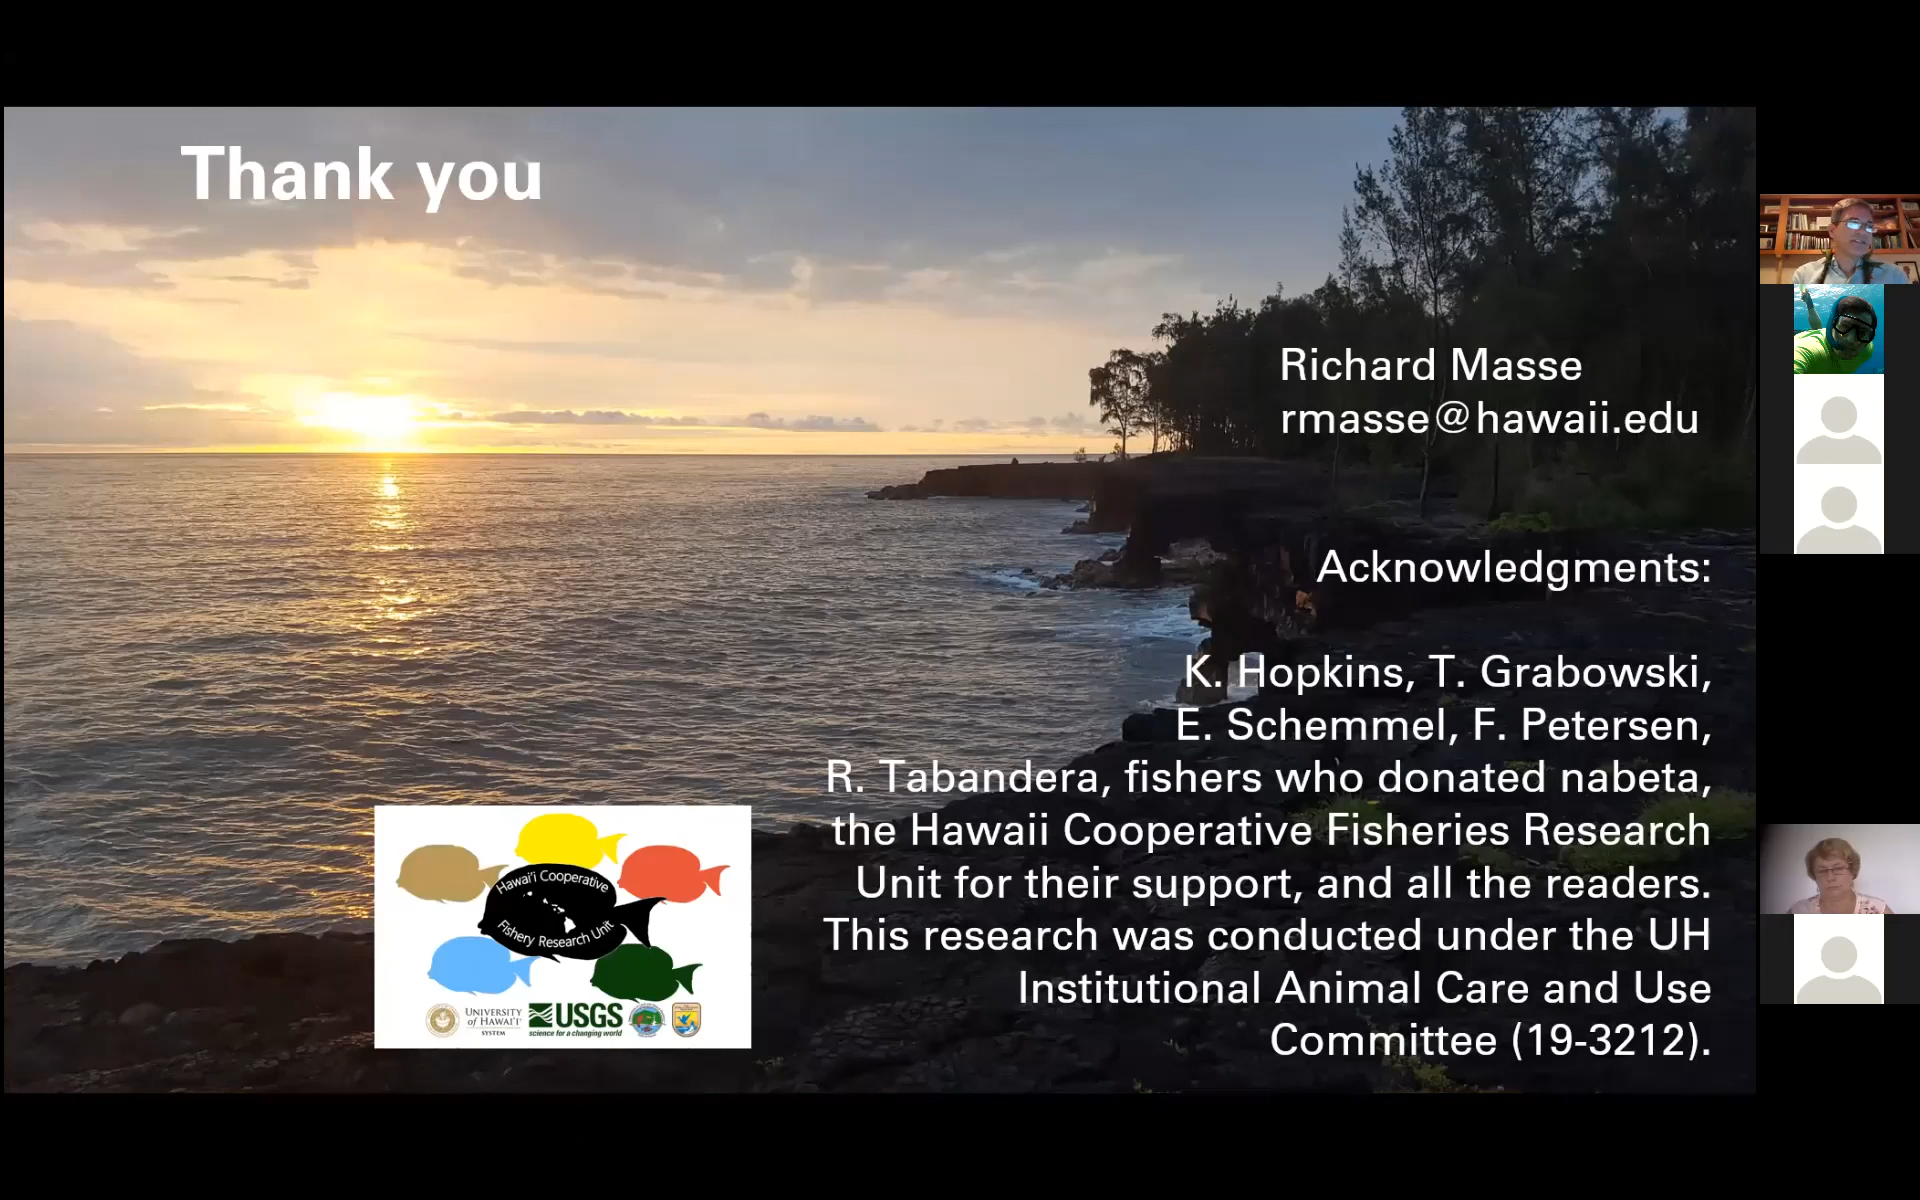 Thank you
Richard Masse
rmasse@hawaii.edu
Acknowledgments:
K. Hopkins, T. Grabowski,
E. Schemmel, F. Petersen,
R. Tabandera, fishers who donated nabeta,
the Hawaii Cooperative Fisheries Research
Unit for their support, and all the readers.
This research was conducted under the UH
Institutional Animal Care and Use
Committee (19-3212).
Hawai'i Cooperative
Fishery Research Unit
UNIVERSITY
of HAWAI'I
SYSTEM
USGS
science for a changing world